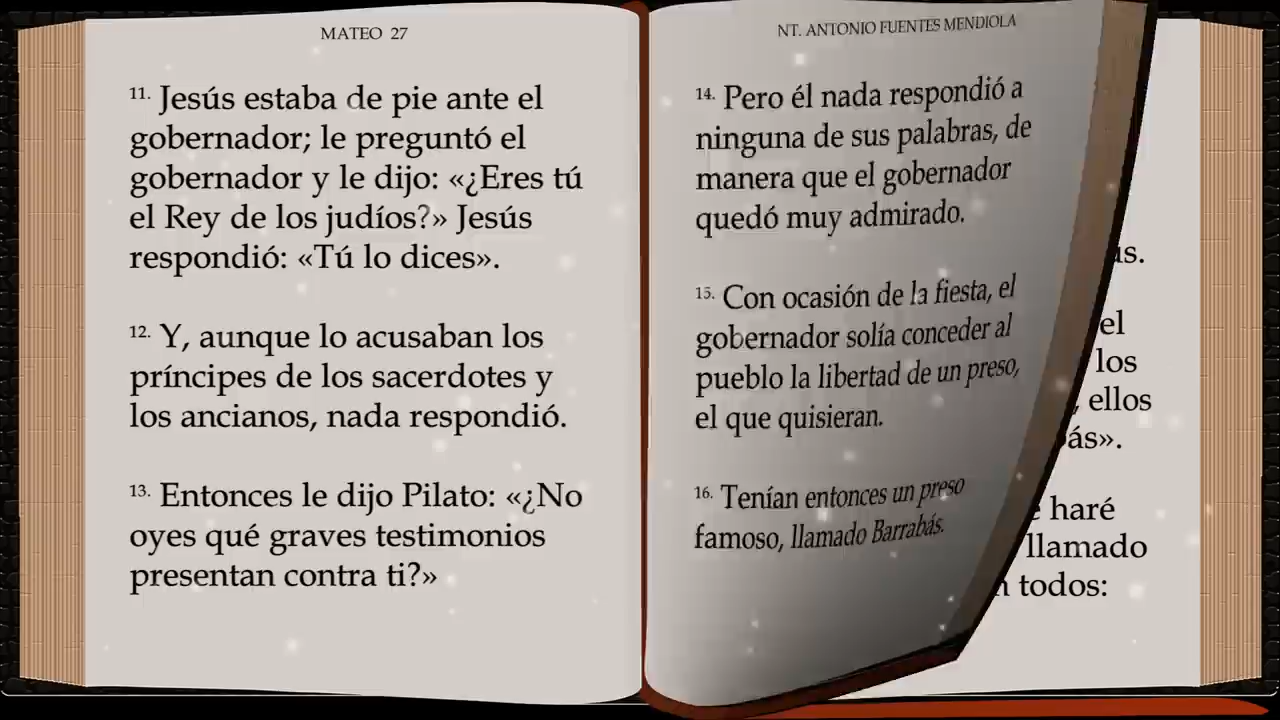 MATEO 27
11. Jesús estaba de pie ante el
gobernador; le preguntó el
gobernador y le dijo: «¿Eres tú
el Rey de los judíos?» Jesús
respondió: «Tú lo dices».
12. Y, aunque lo acusaban los
príncipes de los sacerdotes y
los ancianos, nada respondió.
13. Entonces le dijo Pilato: «¿No
oyes qué graves testimonios
presentan contra ti?»
NT. ANTONIO FUENTES MENDIOLA
14. Pero él nada respondió a
ninguna de sus palabras, de
manera que el gobernador
quedó muy admirado.
15. Con ocasión de la fiesta, el
gobernador solía conceder al
pueblo la libertad de un preso,
el que quisieran.
16. Tenían entonces un preso
famoso, llamado Barrabás.
el
los
ellos
haré
llamado
todos: